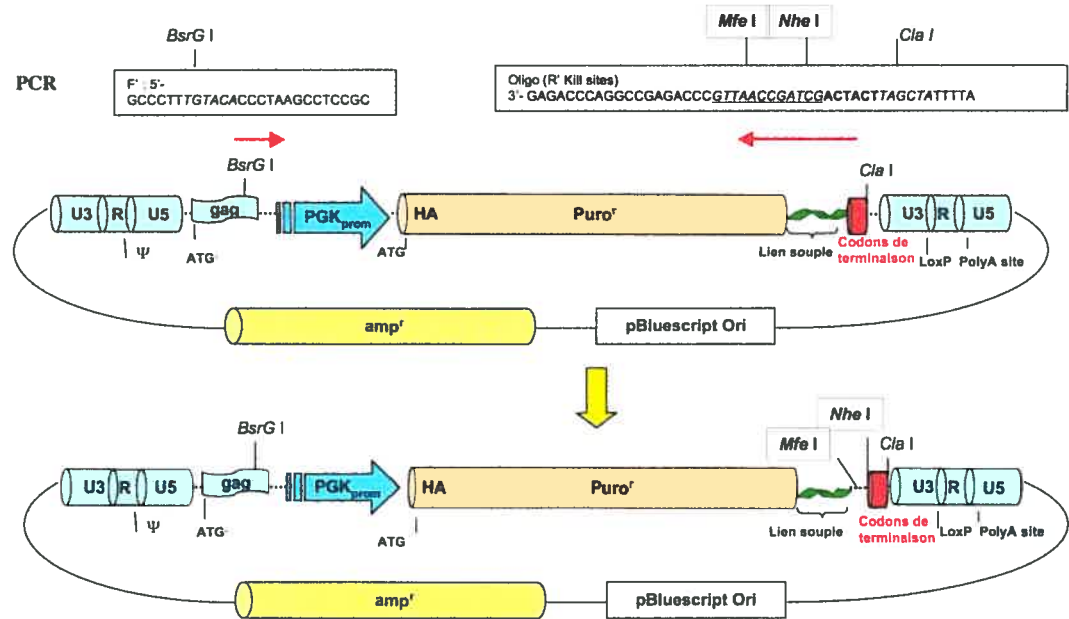 BsrG I
Mfe I
Nhe I
Cla I
PCR
F' : 5'-
GCCCTTTGTACACCCTAAGCCTCCGC
Oligo (R' Kill sites)
3'- GAGACCCAGGCCGAGACCCGTTAACCGATCGACTACTTAGCTATTTTA
BsrG I
Cla I
U3
R
U5
gag
PGKprom
HA
Puror
U3
R
U5
Ψ
ATG
ATG
Lien souple
Codons de
terminaison
LoxP
PolyA site
ampr
pBluescript Ori
BsrG I
Mfe I
Nhe I
Cla I
U3
R
U5
gag
PGKprom
HA
Puror
U3
R
U5
Ψ
ATG
ATG
Lien souple
Codons de
terminaison
LoxP
PolyA site
ampr
pBluescript Ori